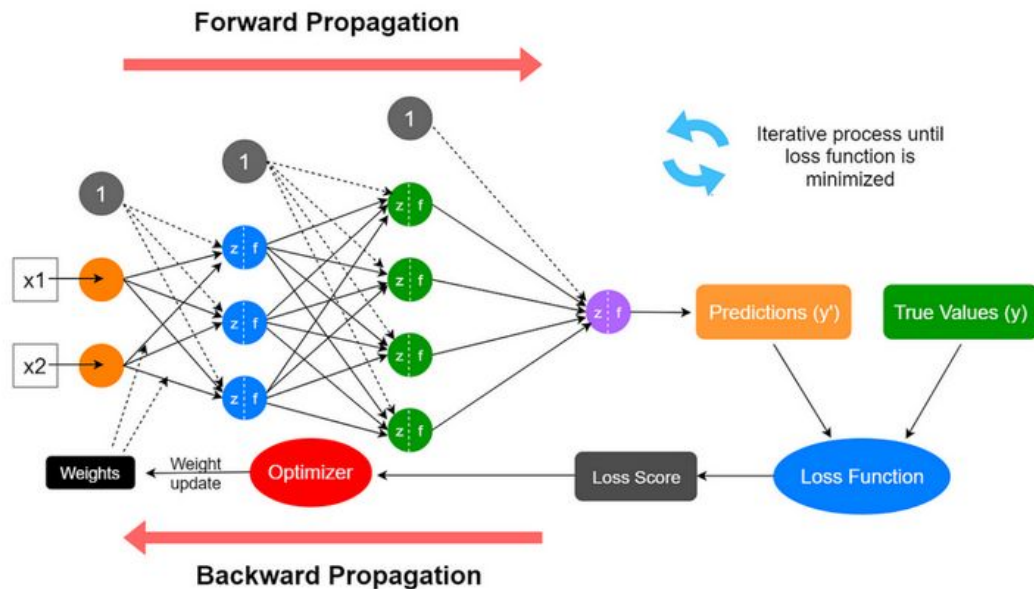 Forward Propagation
1
1
1
Iterative process until
loss function is
minimized
z f
z f
z f
z f
z f
z f
z f
z f
x1
x2
Predictions (y')
True Values (y)
Weights
Weight
update
Optimizer
Loss Score
Loss Function
Backward Propagation